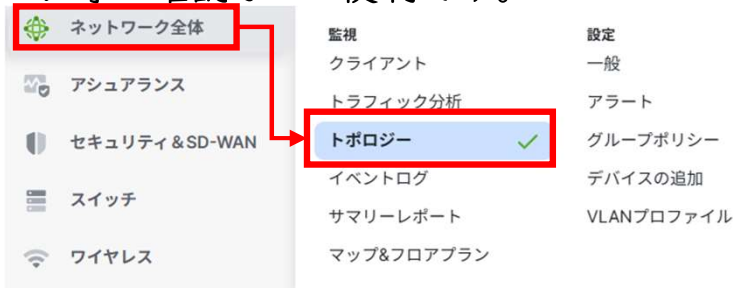 ネットワーク全体
アシュアランス
セキュリティ&SD-WAN
スイッチ
ワイヤレス
監視
クライアント
トラフィック分析
トポロジー
イベントログ
サマリーレポート
マップ&フロアプラン
設定
一般
アラート
グループポリシー
デバイスの追加
VLANプロファイル